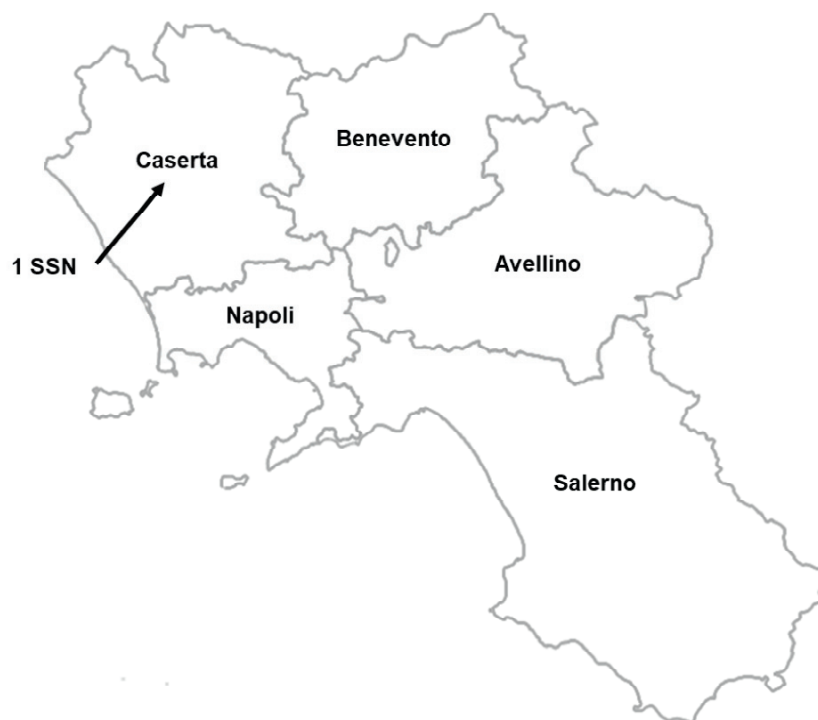 Benevento
Caserta
1 SSN
Avellino
Napoli
Salerno